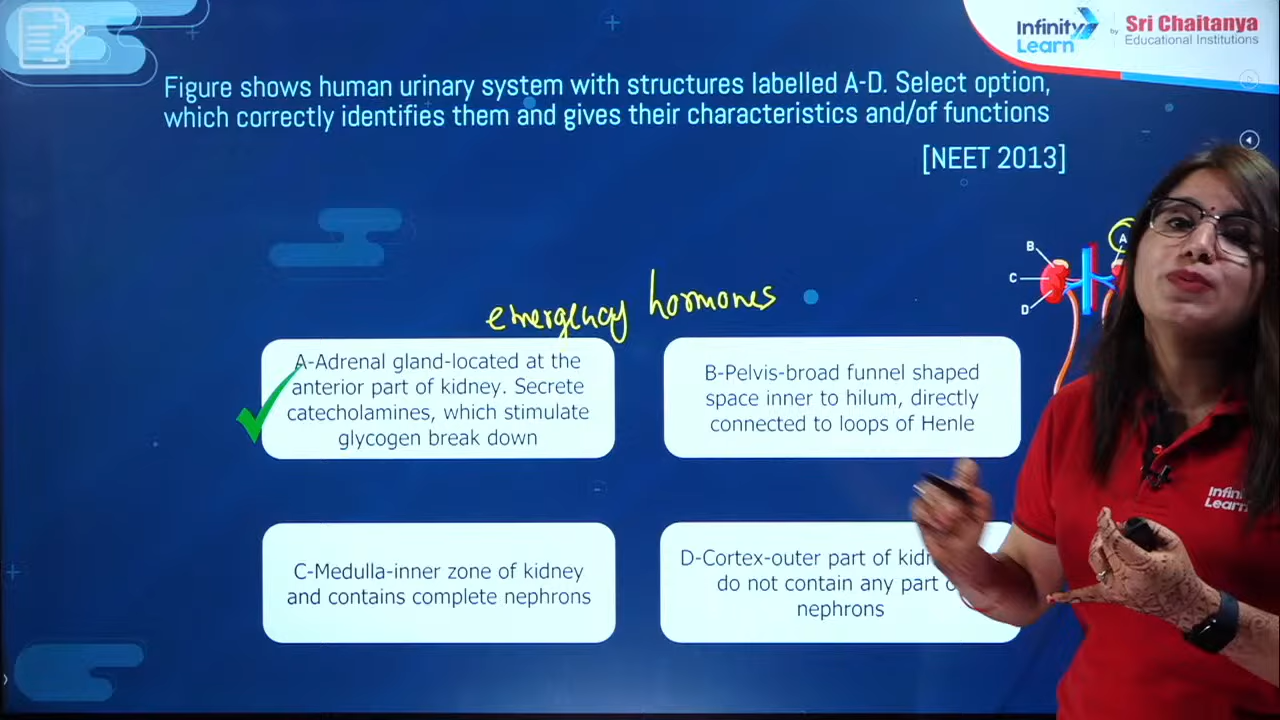 Infinity Learn
by
Sri Chaitanya
Educational Institutions
Figure shows human urinary system with structures labelled A-D. Select option,
which correctly identifies them and gives their characteristics and/of functions
[NEET 2013]
A
B
C
D
emergency hormones
A-Adrenal gland-located at the
anterior part of kidney. Secrete
catecholamines, which stimulate
glycogen break down
B-Pelvis-broad funnel shaped
space inner to hilum, directly
connected to loops of Henle
C-Medulla-inner zone of kidney
and contains complete nephrons
D-Cortex-outer part of
do not contain any part
nephrons
Learn